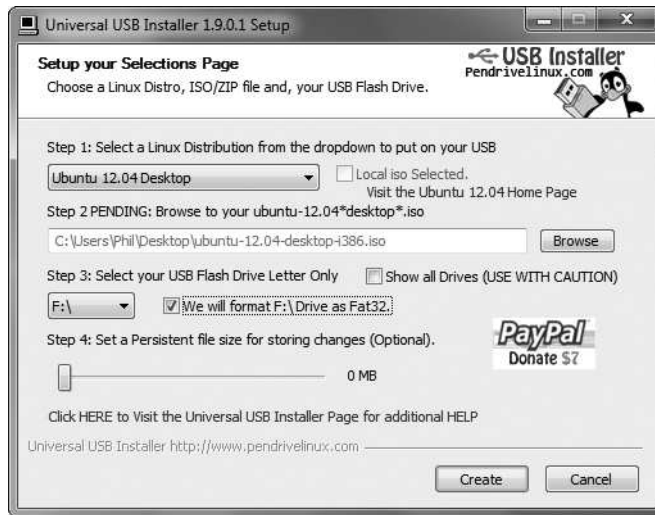 Universal USB Installer 1.9.0.1 Setup
Setup your Selections Page
Choose a Linux Distro, ISO/ZIP file and, your USB Flash Drive.
USB Installer
Pendrivelinux.com
Step 1: Select a Linux Distribution from the dropdown to put on your USB
Ubuntu 12.04 Desktop
Local iso Selected.
Visit the Ubuntu 12.04 Home Page
Step 2 PENDING: Browse to your ubuntu-12.04*desktop*.iso
C:\Users\Phil\Desktop\ubuntu-12.04-desktop-i386.iso
Browse
Step 3: Select your USB Flash Drive Letter Only
Show all Drives (USE WITH CAUTION)
F:\
We will format F:\ Drive as Fat32.
Step 4: Set a Persistent file size for storing changes (Optional).
PayPal
Donate $7
0 MB
Click HERE to Visit the Universal USB Installer Page for additional HELP
Universal USB Installer http://www.pendrivelinux.com
Create
Cancel